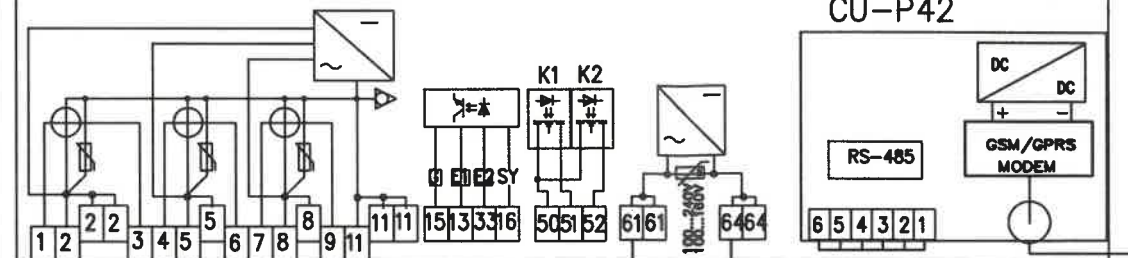 CU-P42
K1 K2
DC
DC
+ −
GSM/GPRS
MODEM
RS-485
E1 E2 SY
2 2 5 8 11 11
15 13 33 16
50 51 52
61 61
64 64
6 5 4 3 2 1
1 2 3 4 5 6 7 8 9 11